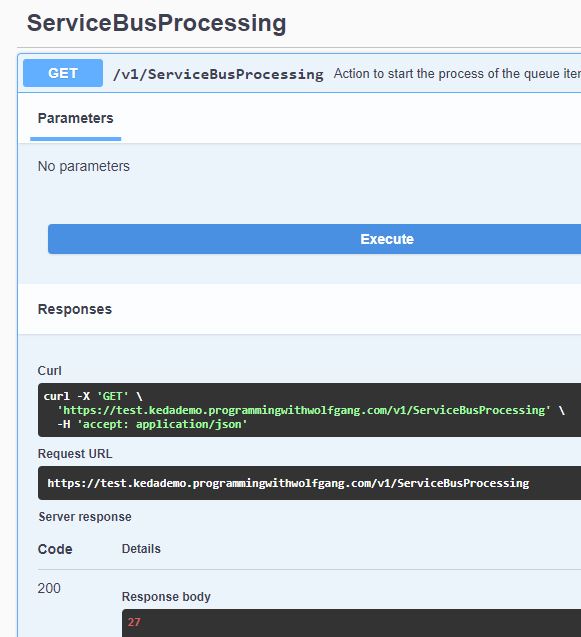 ServiceBusProcessing
GET /v1/ServiceBusProcessing Action to start the process of the queue
Parameters
No parameters
Execute
Responses
Curl
curl -X 'GET' \
'https://test.kedademo.programmingwithwolfgang.com/v1/ServiceBusProcessing' \
-H 'accept: application/json'
Request URL
https://test.kedademo.programmingwithwolfgang.com/v1/ServiceBusProcessing
Server response
Code Details
200
Response body
27